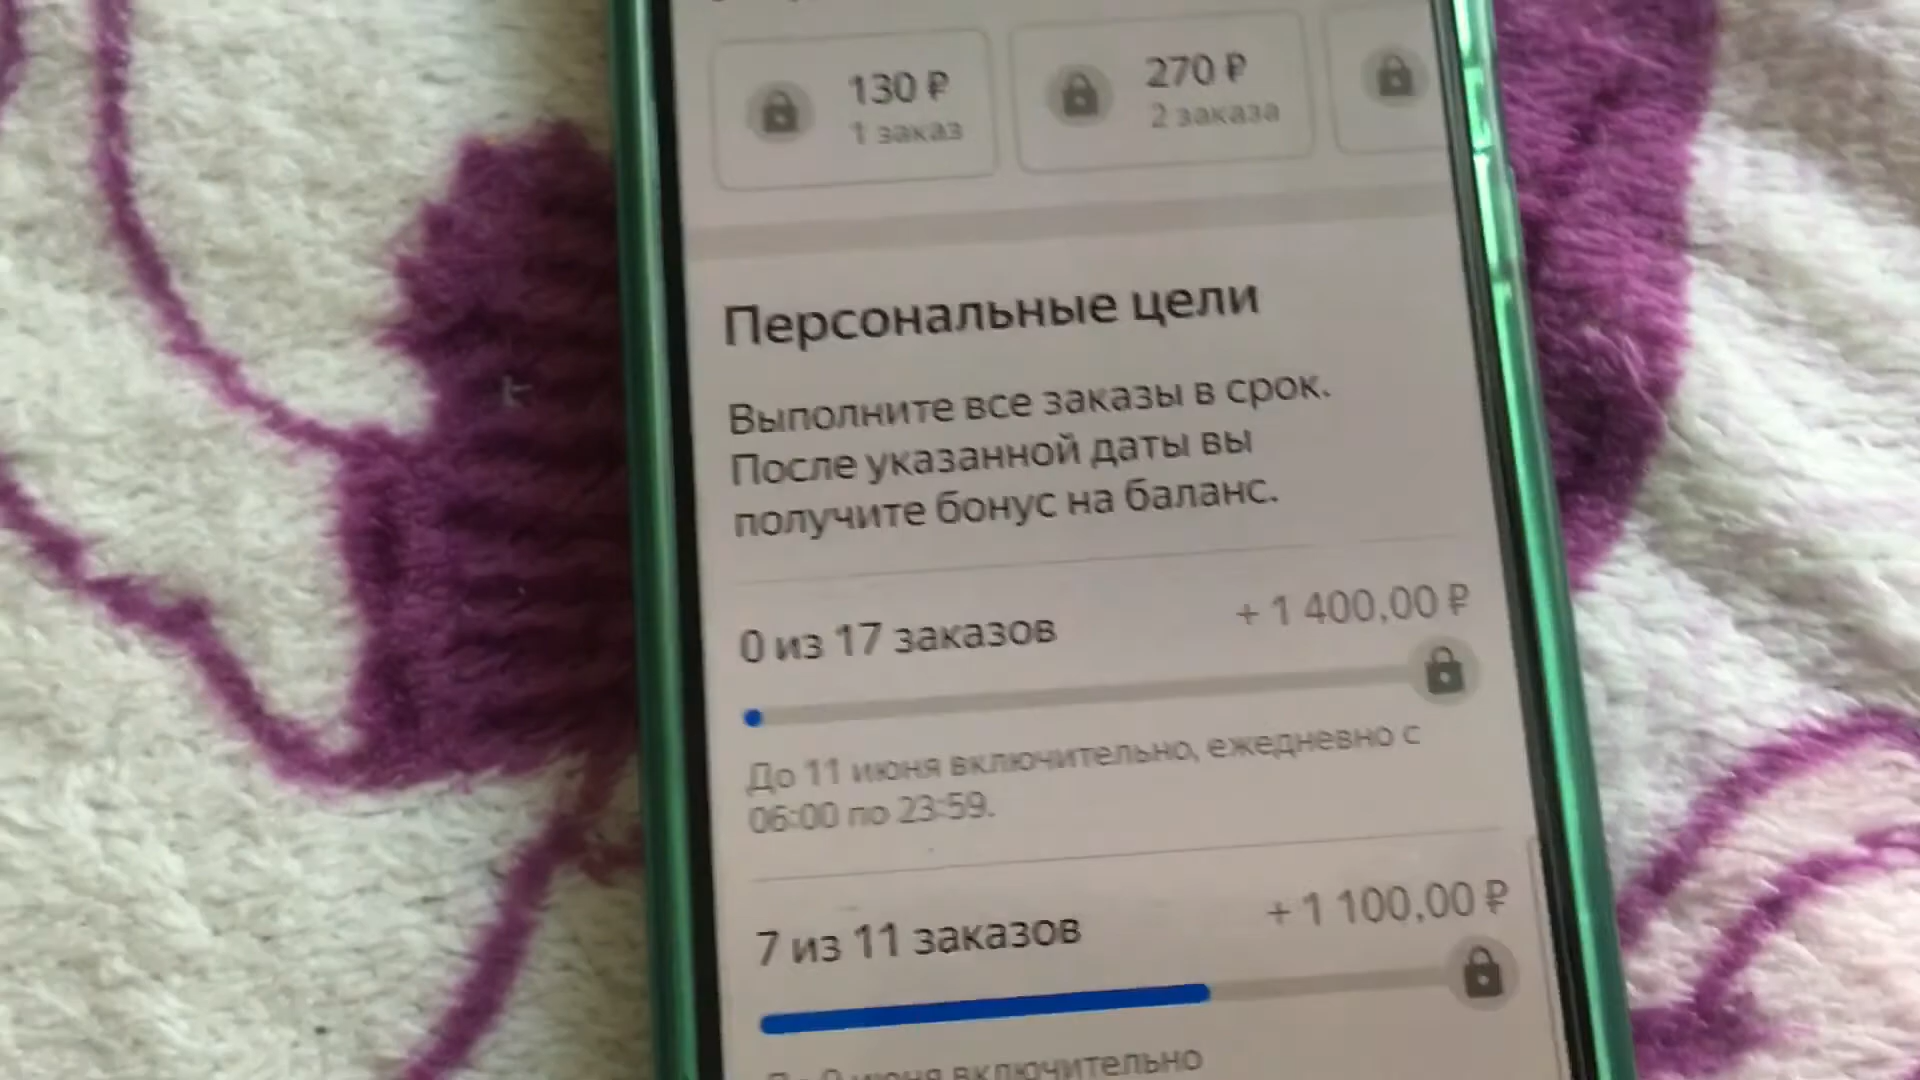 130 ₽
1 заказ
270 ₽
2 заказа
Персональные цели
Выполните все заказы в срок.
После указанной даты вы
получите бонус на баланс.
0 из 17 заказов
+ 1 400,00 ₽
До 11 июня включительно, ежедневно с
06:00 по 23:59.
7 из 11 заказов
+ 1 100,00 ₽
июня включительно